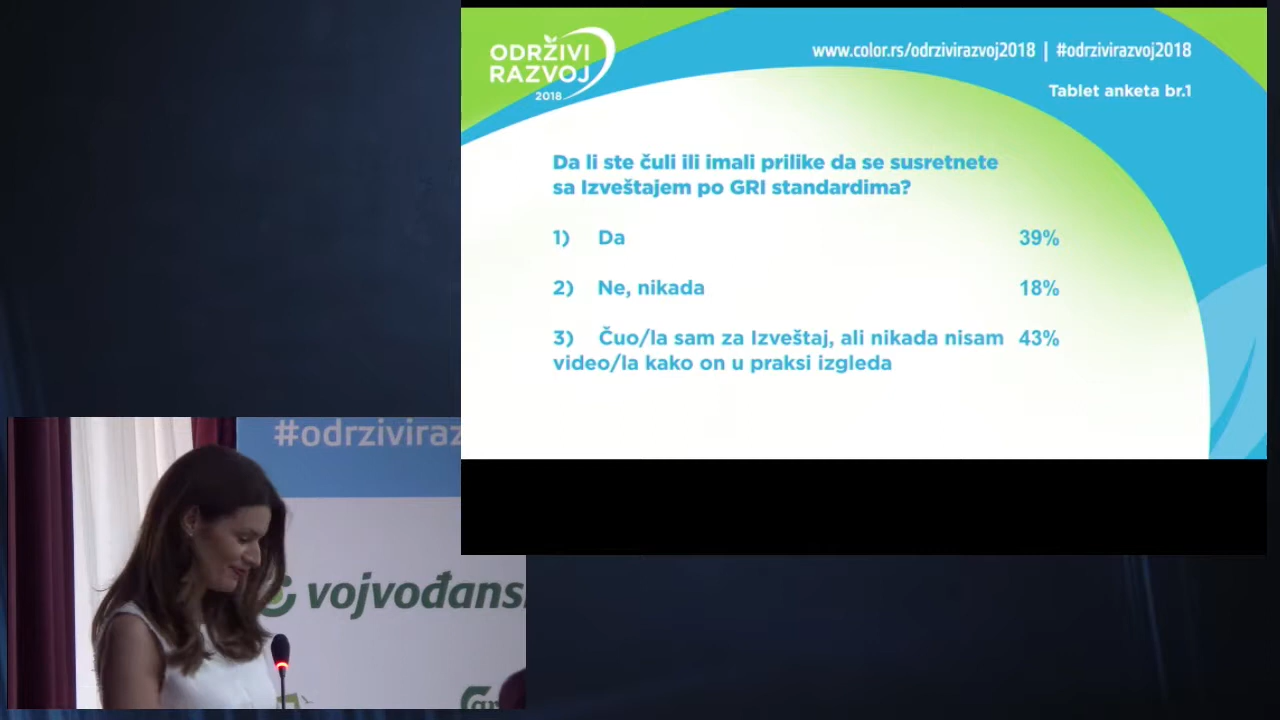 ODRŽIVI
RAZVOJ
2018
www.color.rs/odrzivirazvoj2018 | #odrzivirazvoj2018
Tablet anketa br.1
Da li ste čuli ili imali prilike da se susretnete
sa Izveštajem po GRI standardima?
1) Da 39%
2) Ne, nikada 18%
3) Čuo/la sam za Izveštaj, ali nikada nisam 43%
video/la kako on u praksi izgleda
#odrziviraz
vojvođans